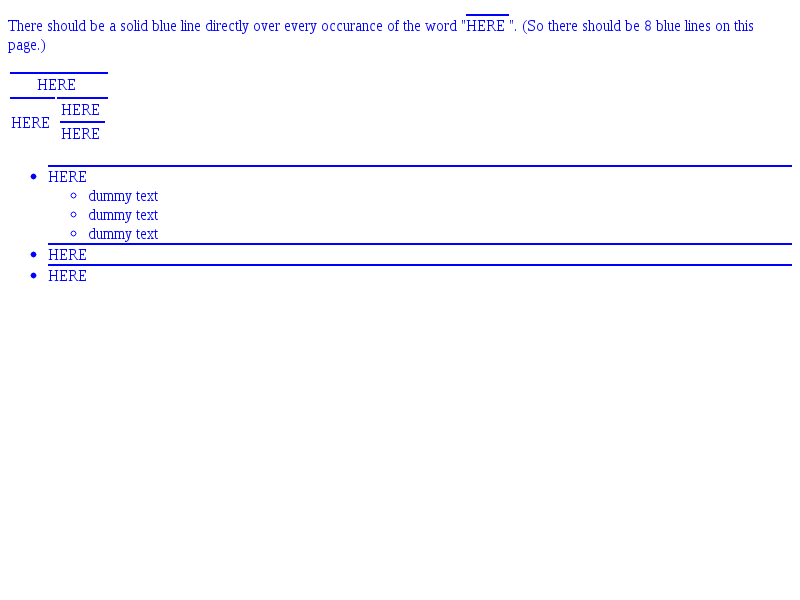 There should be a solid blue line directly over every occurance of the word "HERE ". (So there should be 8 blue lines on this
page.)
HERE
HERE
HERE
HERE
HERE
dummy text
dummy text
dummy text
HERE
HERE